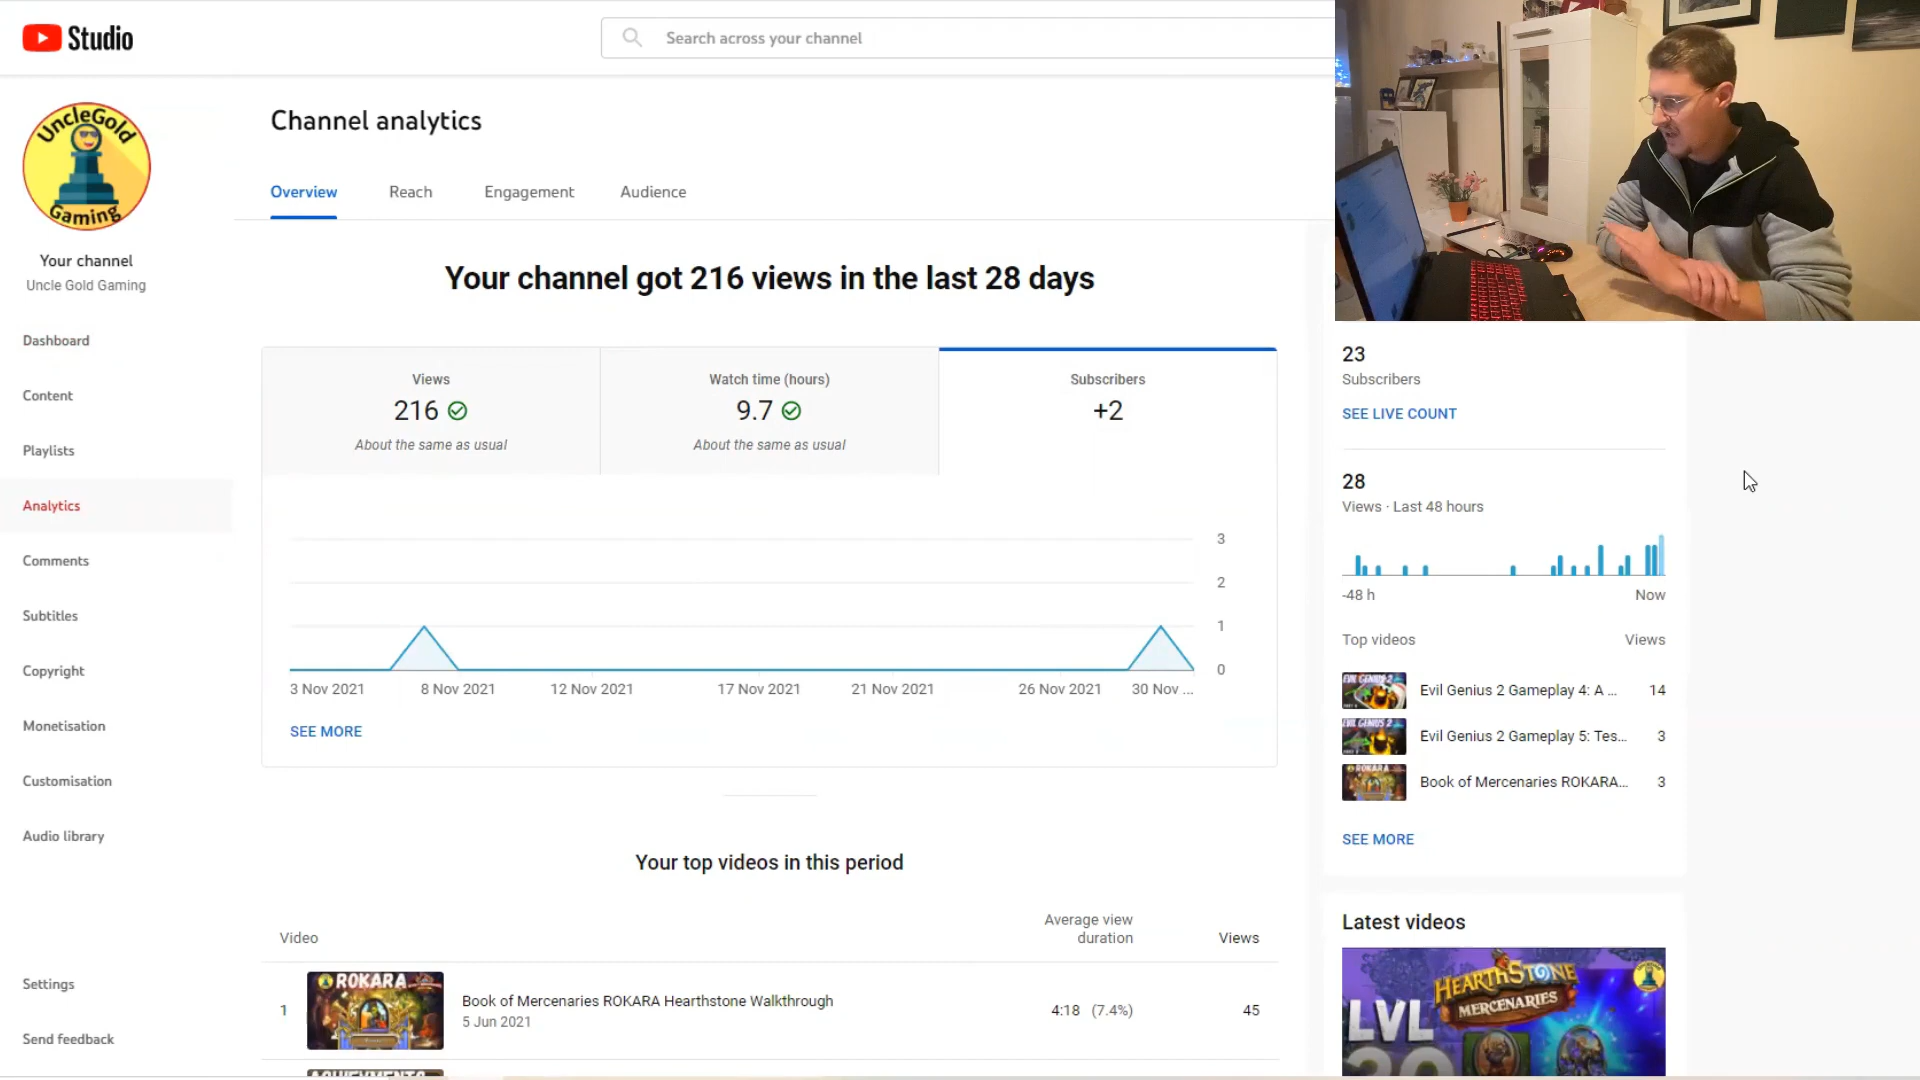 Studio
Search across your channel
UncleGold
Gaming
Your channel
Uncle Gold Gaming
Dashboard
Content
Playlists
Analytics
Comments
Subtitles
Copyright
Monetisation
Customisation
Audio library
Settings
Send feedback
Channel analytics
Overview
Reach
Engagement
Audience
Your channel got 216 views in the last 28 days
Views
216
About the same as usual
Watch time (hours)
9.7
About the same as usual
Subscribers
+2
3
2
1
0
3 Nov 2021
8 Nov 2021
12 Nov 2021
17 Nov 2021
21 Nov 2021
26 Nov 2021
30 Nov ...
SEE MORE
Your top videos in this period
Video
Average view
duration
Views
1
ROKARA
Book of Mercenaries ROKARA Hearthstone Walkthrough
5 Jun 2021
4:18 (7.4%)
45
23
Subscribers
SEE LIVE COUNT
28
Views · Last 48 hours
-48 h
Now
Top videos
Views
EVIL GENIUS 2
Evil Genius 2 Gameplay 4: A ...
14
EVIL GENIUS 2
Evil Genius 2 Gameplay 5: Tes...
3
ROKARA
Book of Mercenaries ROKARA...
3
SEE MORE
Latest videos
HEARTHSTONE
MERCENARIES
LVL
30